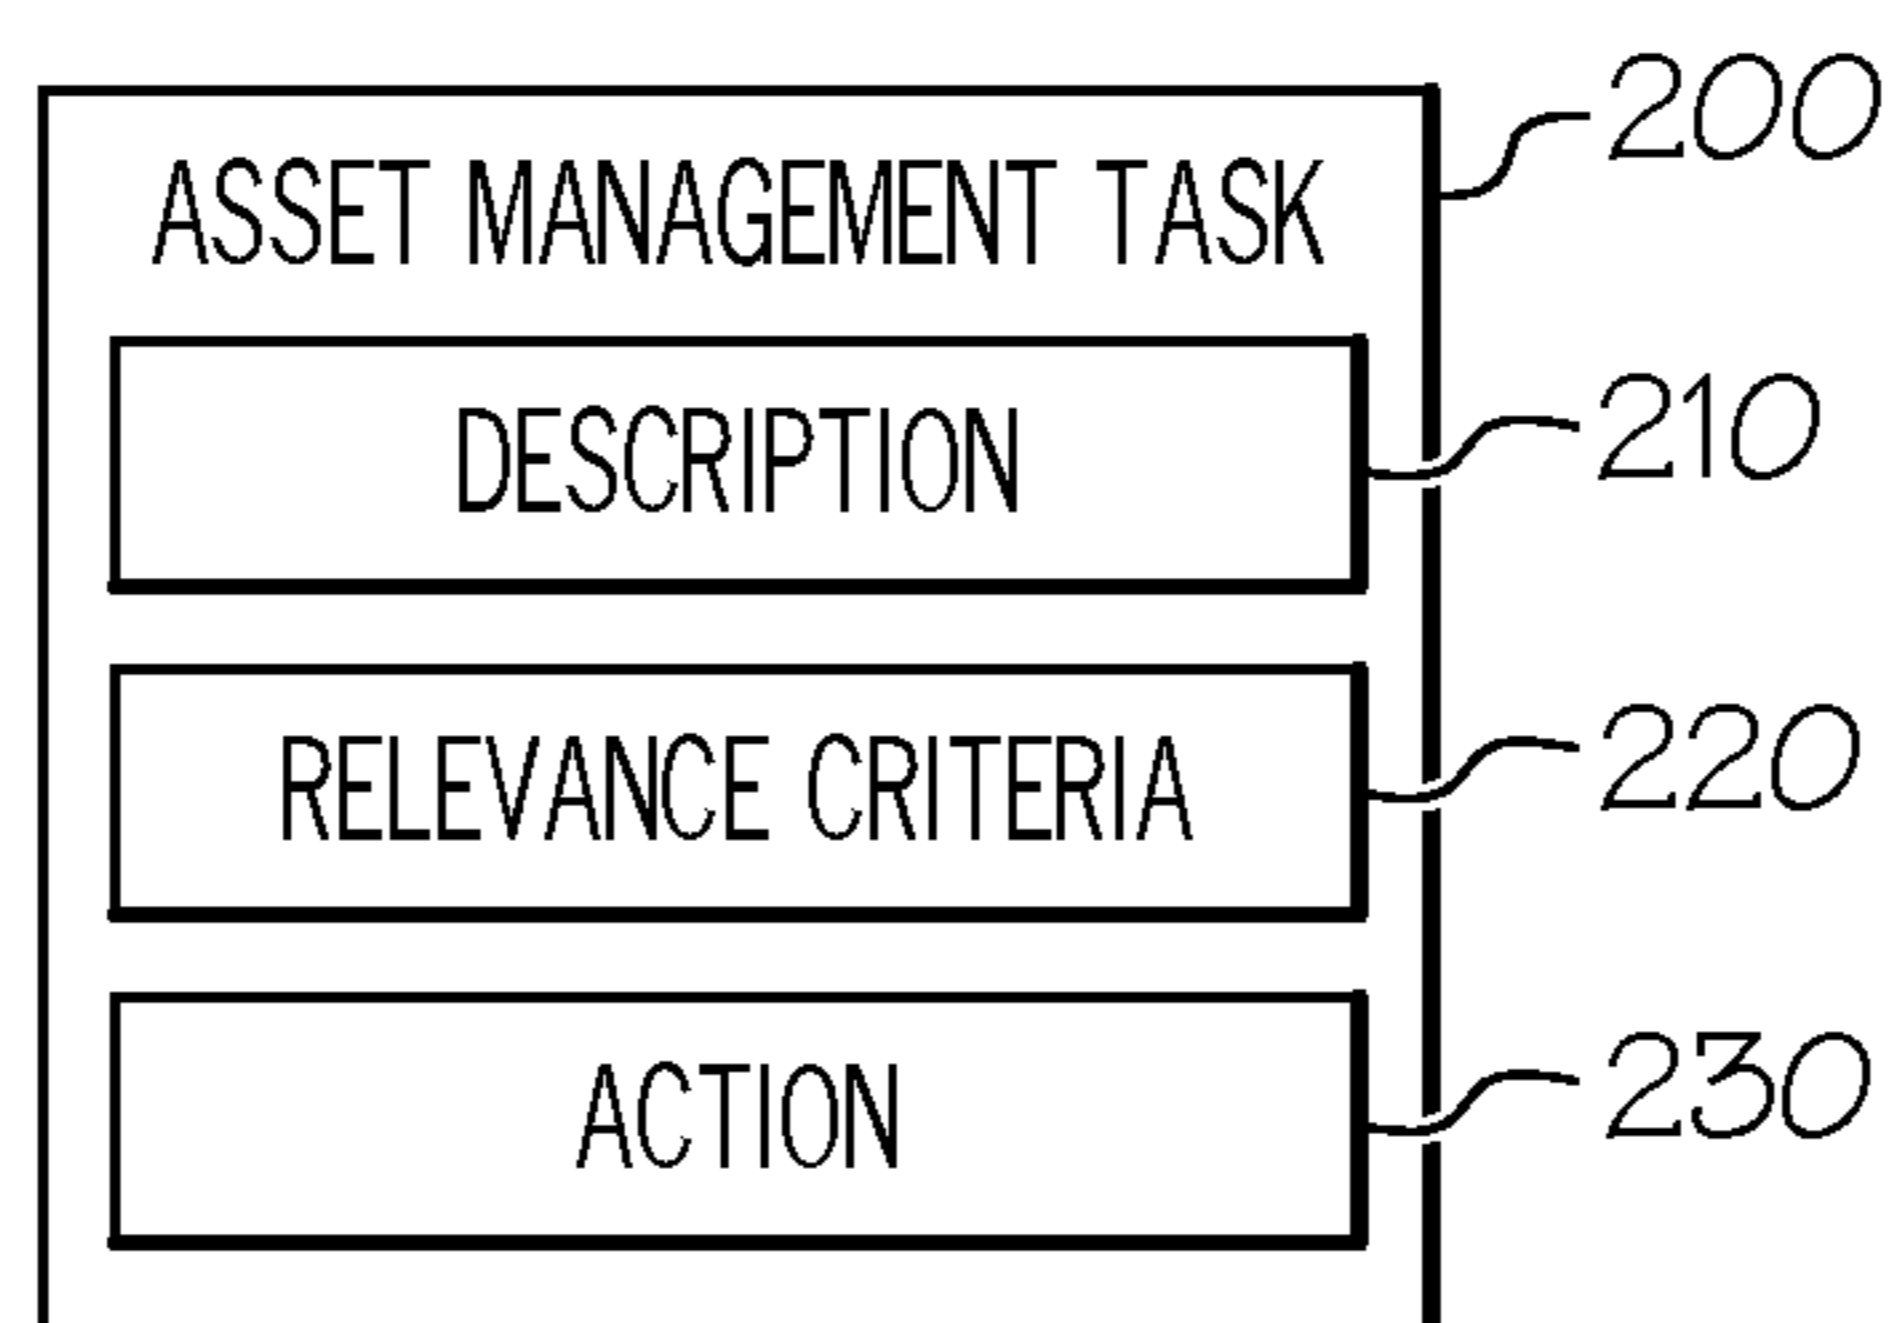 200
ASSET MANAGEMENT TASK
DESCRIPTION
210
RELEVANCE CRITERIA
220
ACTION
230